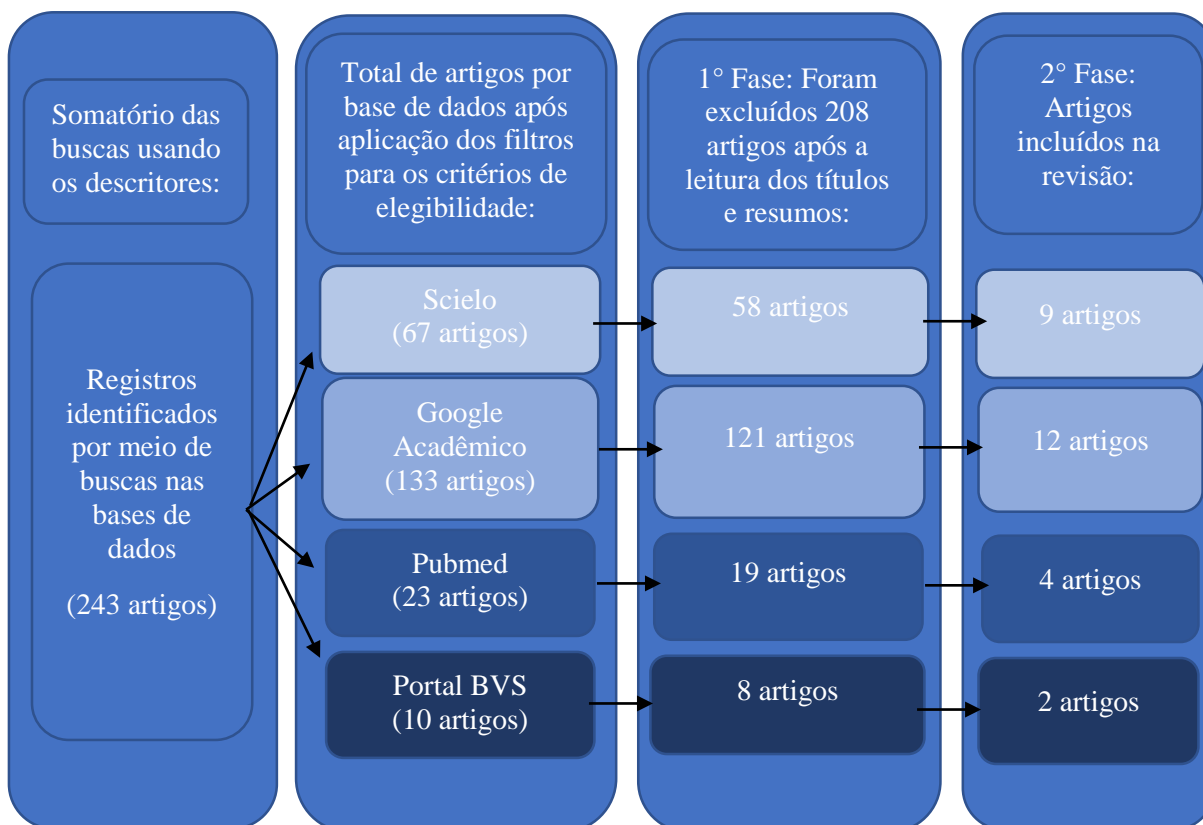 Somatório das
buscas usando
os descritores:
Registros
identificados
por meio de
buscas nas
bases de
dados
(243 artigos)
Total de artigos por
base de dados após
aplicação dos filtros
para os critérios de
elegibilidade:
Scielo
(67 artigos)
Google
Acadêmico
(133 artigos)
Pubmed
(23 artigos)
Portal BVS
(10 artigos)
1° Fase: Foram
excluídos 208
artigos após a
leitura dos títulos
e resumos:
58 artigos
121 artigos
19 artigos
8 artigos
2° Fase:
Artigos
incluídos na
revisão:
9 artigos
12 artigos
4 artigos
2 artigos